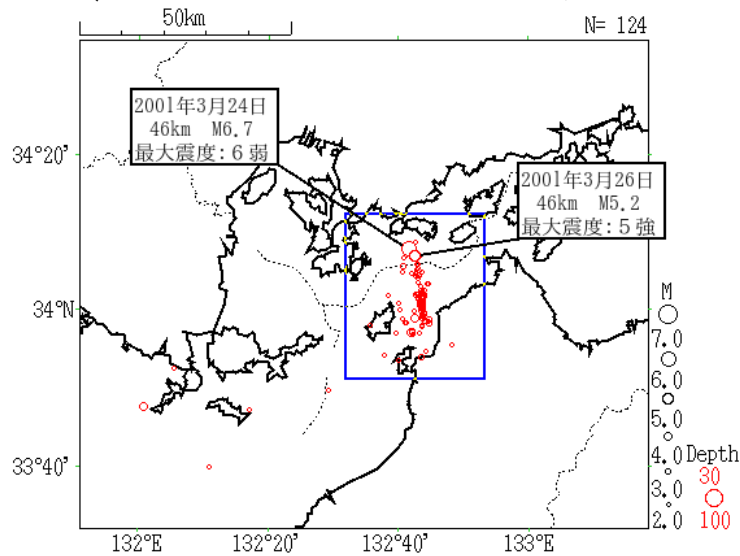 50km
N= 124
2001年3月24日
46km M6.7
最大震度:6弱
2001年3月26日
46km M5.2
最大震度:5強
34°20'
34°N
33°40'
132°E
132°20'
132°40'
133°E
M
7.0
6.0
5.0
4.0
3.0
2.0
Depth
30
100